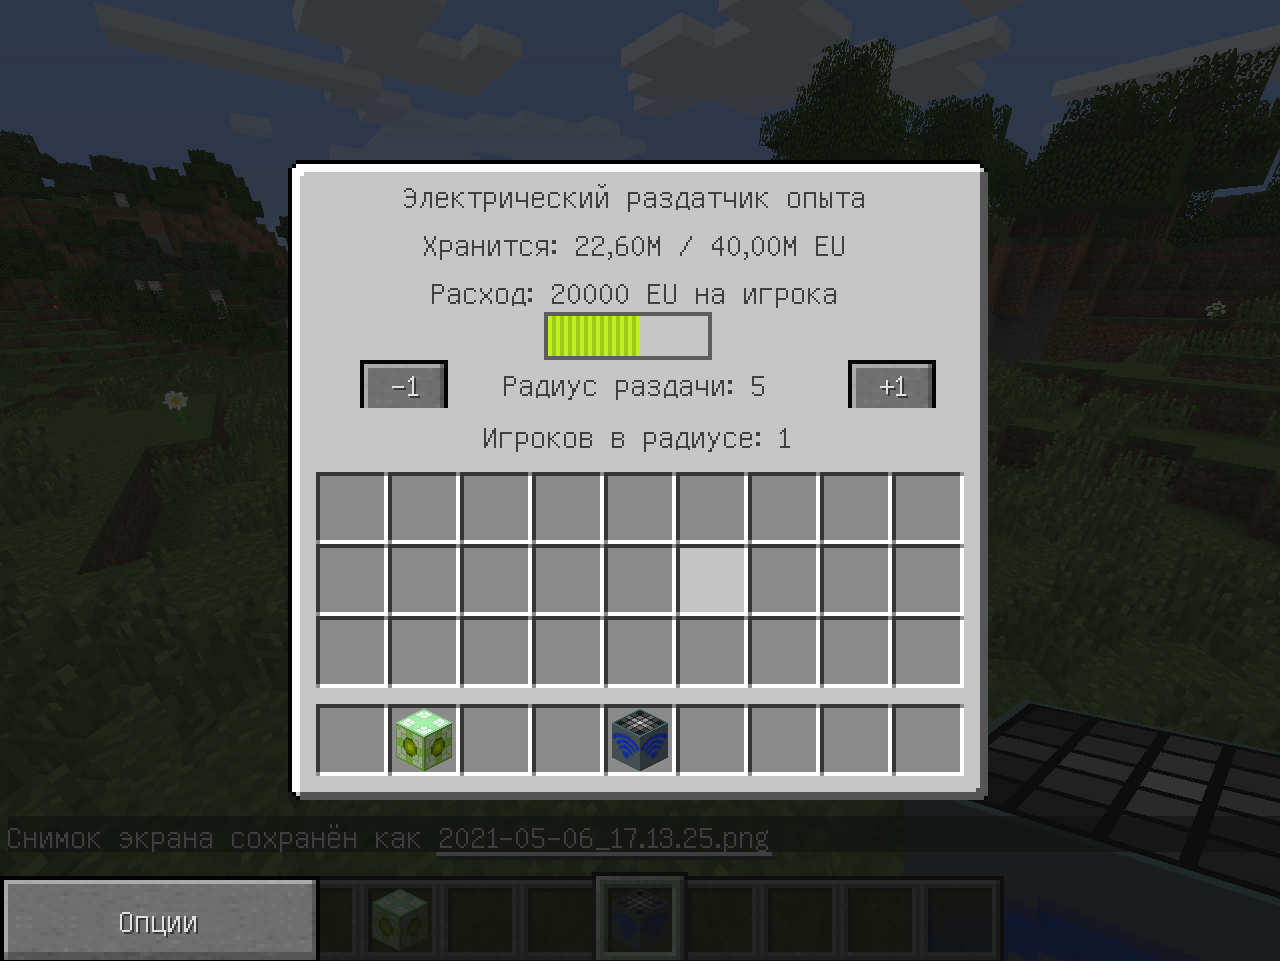 Электрический раздатчик опыта
Хранится: 22,60M / 40,00M EU
Расход: 20000 EU на игрока
-1
Радиус раздачи: 5
+1
Игроков в радиусе: 1
Снимок экрана сохранён как 2021-05-06_17.13.25.png
Опции